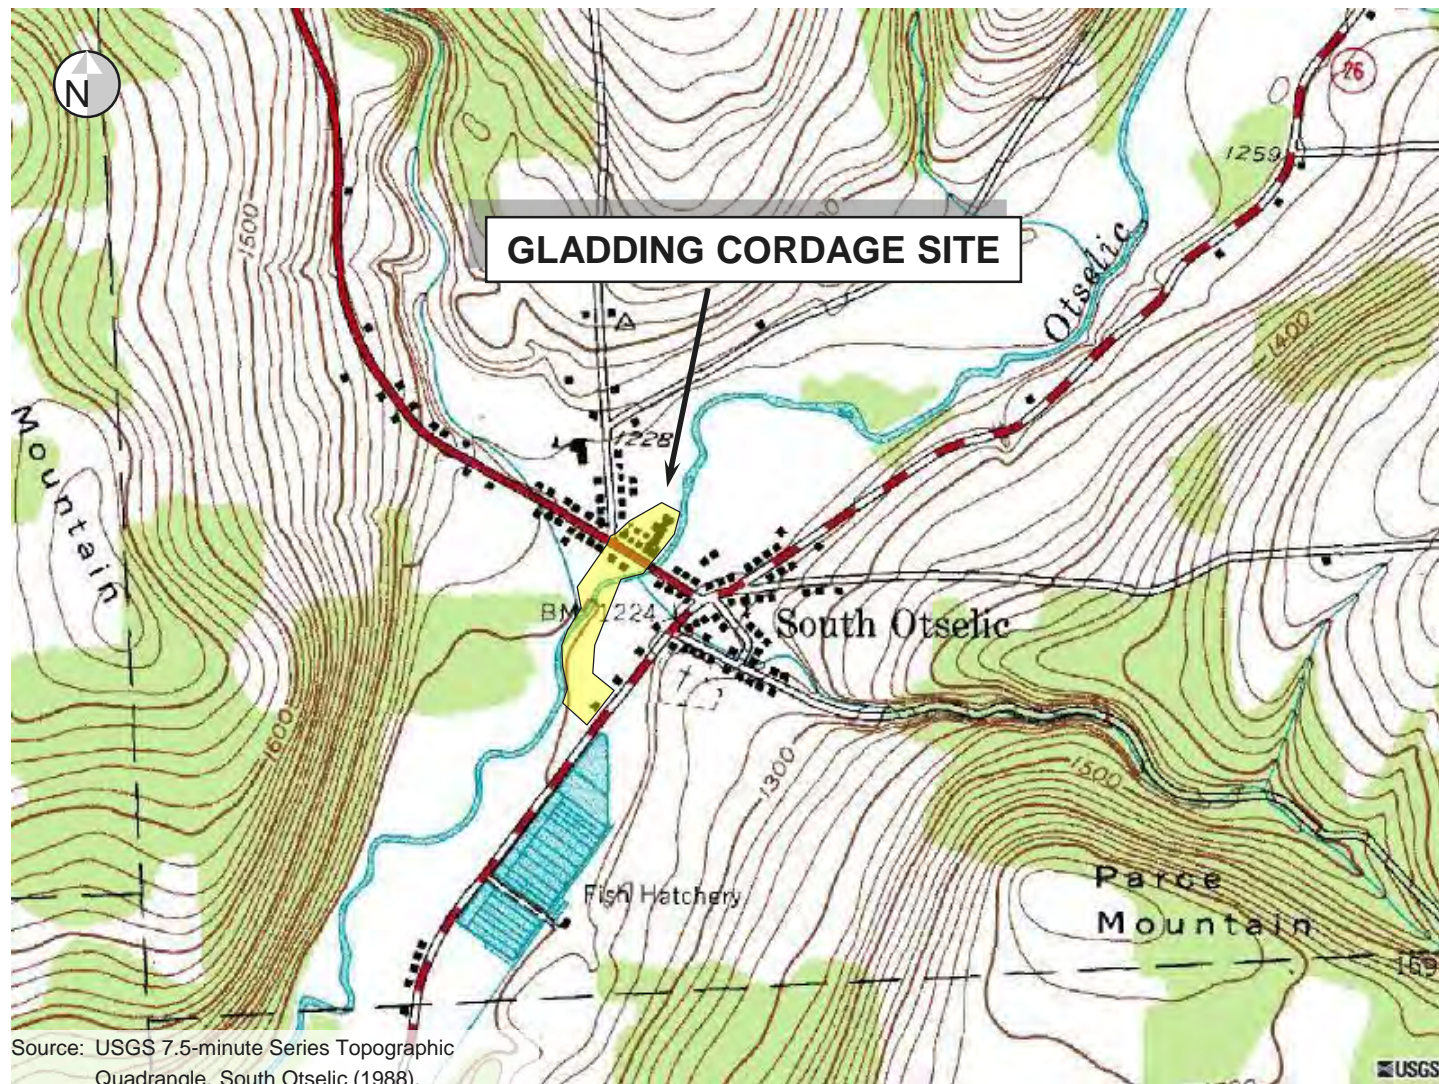 N
26
1259
1500
GLADDING CORDAGE SITE
Otselic
1400
Mountain
1228
BM 1224
South Otselic
1600
1300
1500
Fish Hatchery
Parce
Mountain
169
Source: USGS 7.5-minute Series Topographic
Quadrangle, South Otselic (1988).
USGS